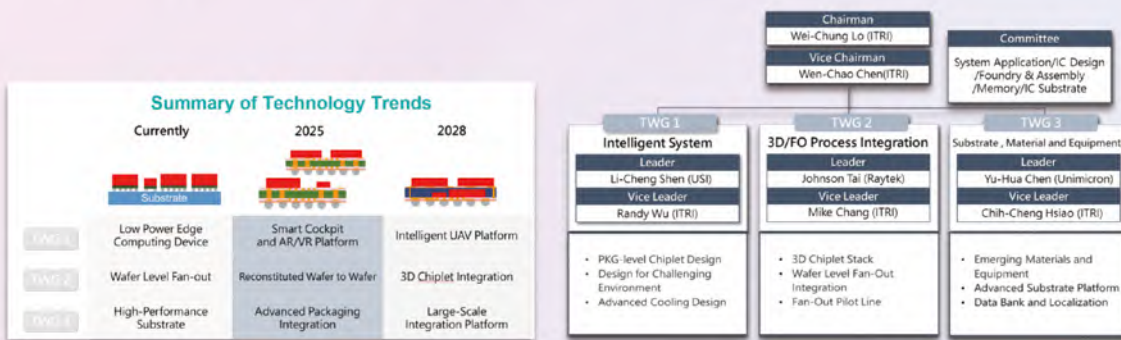 Summary of Technology Trends
Currently
2025
2028
Substrate
TWG 1
Low Power Edge
Computing Device
Smart Cockpit
and AR/VR Platform
Intelligent UAV Platform
TWG 2
Wafer Level Fan-out
Reconstituted Wafer to Wafer
3D Chiplet Integration
High-Performance
Substrate
Advanced Packaging
Integration
Large-Scale
Integration Platform
Chairman
Wei-Chung Lo (ITRI)
Vice Chairman
Wen-Chao Chen(ITRI)
Committee
System Application/IC Design
/Foundry & Assembly
/Memory/IC Substrate
TWG 1
Intelligent System
Leader
Li-Cheng Shen (USI)
Vice Leader
Randy Wu (ITRI)
• PKG-level Chiplet Design
• Design for Challenging
Environment
• Advanced Cooling Design
TWG 2
3D/FO Process Integration
Leader
Johnson Tai (Raytek)
Vice Leader
Mike Chang (ITRI)
• 3D Chiplet Stack
• Wafer Level Fan-Out
Integration
• Fan-Out Pilot Line
TWG 3
Substrate , Material and Equipment
Leader
Yu-Hua Chen (Unimicron)
Vice Leader
Chih-Cheng Hsiao (ITRI)
• Emerging Materials and
Equipment
• Advanced Substrate Platform
• Data Bank and Localization